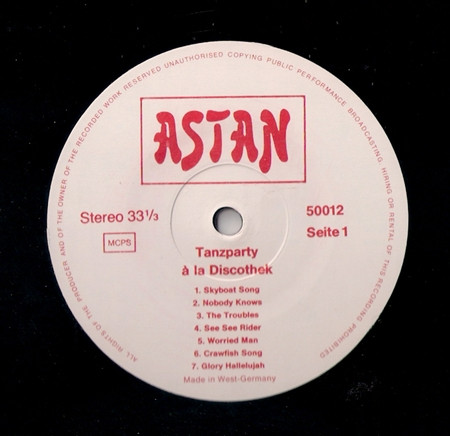 ALL RIGHTS OF THE PRODUCER AND OF THE OWNER OF THE RECORDED WORK RESERVED UNAUTHORISED COPYING PUBLIC PERFORMANCE BROADCASTING, HIRING OR RENTAL OF THIS RECORDING PROHIBITED
ASTAN
Stereo 33 1/3
50012
MCPS
Seite 1
Tanzparty
à la Discothek
1. Skyboat Song
2. Nobody Knows
3. The Troubles
4. See See Rider
5. Worried Man
6. Crawfish Song
7. Glory Hallelujah
Made in West-Germany